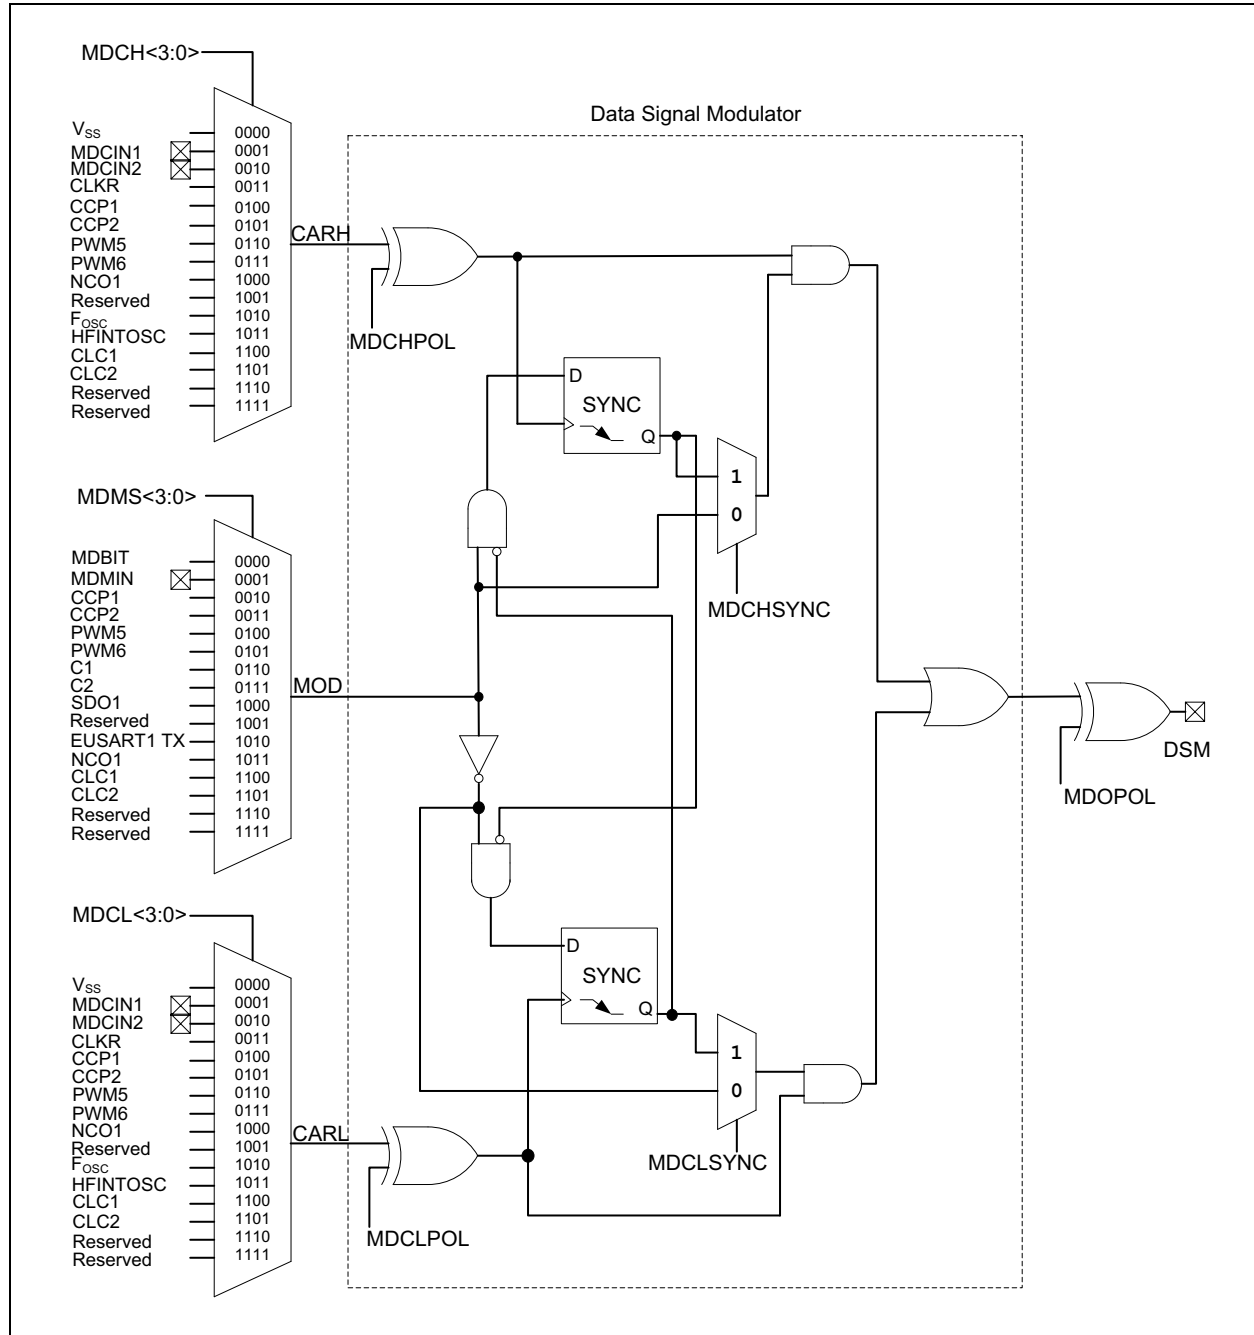 MDCH<3:0>
Data Signal Modulator
VSS 0000
MDCIN1 0001
MDCIN2 0010
CLKR 0011
CCP1 0100
CCP2 0101
PWM5 0110 CARH
PWM6 0111
NCO1 1000
Reserved 1001
FOSC 1010
HFINTOSC 1011
MDCHPOL
CLC1 1100
CLC2 1101
Reserved 1110
Reserved 1111
D
SYNC
Q
1
0
MDCHSYNC
MDMS<3:0>
MDBIT 0000
MDMIN 0001
CCP1 0010
CCP2 0011
PWM5 0100
PWM6 0101
C1 0110
C2 0111 MOD
SDO1 1000
Reserved 1001
EUSART1 TX 1010
NCO1 1011
CLC1 1100
CLC2 1101
Reserved 1110
Reserved 1111
DSM
MDOPOL
MDCL<3:0>
VSS 0000
MDCIN1 0001
MDCIN2 0010
CLKR 0011
CCP1 0100
CCP2 0101
PWM5 0110
PWM6 0111
NCO1 1000 CARL
Reserved 1001
FOSC 1010
HFINTOSC 1011
CLC1 1100
CLC2 1101
Reserved 1110
Reserved 1111
D
SYNC
Q
1
0
MDCLSYNC
MDCLPOL